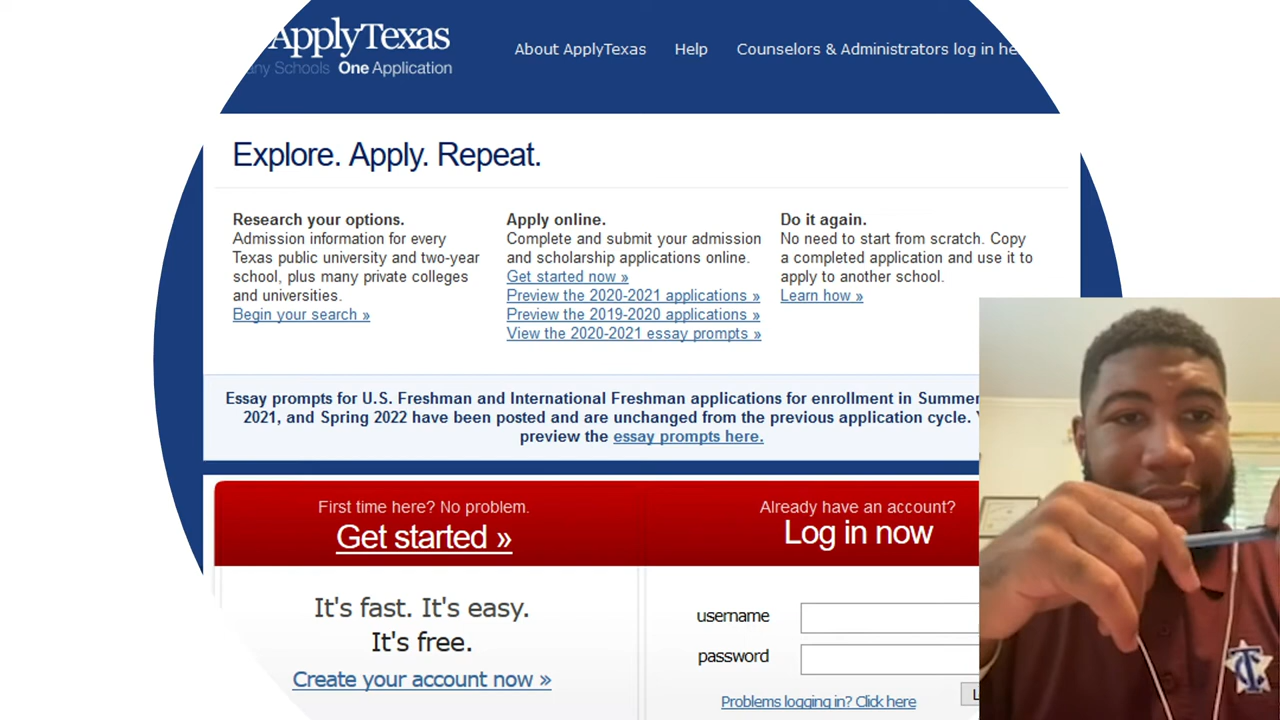 ApplyTexas
About ApplyTexas
Help
Counselors & Administrators log in
Schools One Application
Explore. Apply. Repeat.
Research your options.
Admission information for every
Texas public university and two-year
school, plus many private colleges
and universities.
Begin your search »
Apply online.
Complete and submit your admission
and scholarship applications online.
Get started now »
Preview the 2020-2021 applications »
Preview the 2019-2020 applications »
View the 2020-2021 essay prompts »
Do it again.
No need to start from scratch. Copy
a completed application and use it to
apply to another school.
Learn how »
Essay prompts for U.S. Freshman and International Freshman applications for enrollment in Summer
2021, and Spring 2022 have been posted and are unchanged from the previous application cycle.
preview the essay prompts here.
First time here? No problem.
Get started »
Already have an account?
Log in now
It's fast. It's easy.
It's free.
Create your account now »
username
password
Problems logging in? Click here